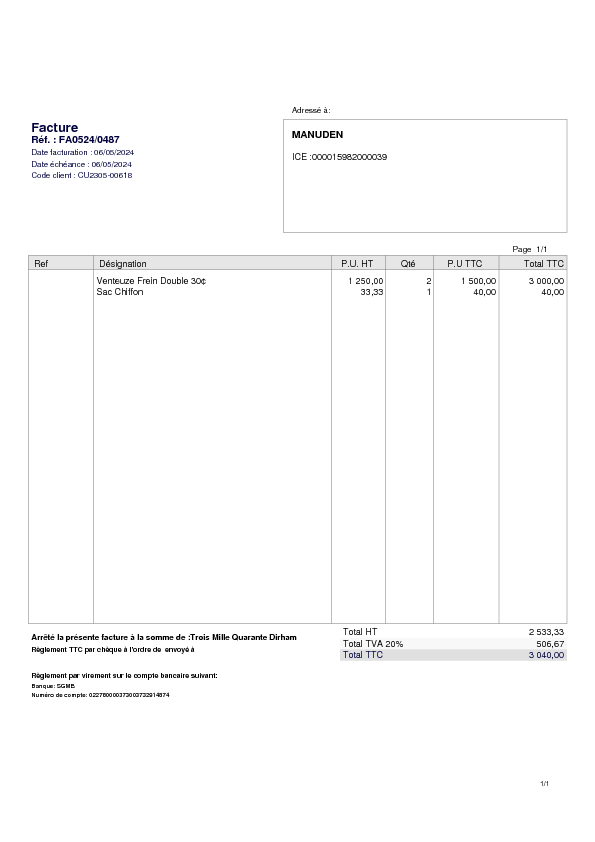 Adressé à:
Facture
Réf. : FA0524/0487
Date facturation : 06/05/2024
Date échéance : 06/05/2024
Code client : CU2305-00618
MANUDEN
ICE :000015982000039
Page 1/1
Ref Désignation P.U. HT Qté P.U TTC Total TTC
Venteuze Frein Double 30¢ 1 250,00 2 1 500,00 3 000,00
Sac Chiffon 33,33 1 40,00 40,00
Total HT 2 533,33
Arrêté la présente facture à la somme de :Trois Mille Quarante Dirham
Total TVA 20% 506,67
Règlement TTC par chèque à l'ordre de envoyé à
Total TTC 3 040,00
Règlement par virement sur le compte bancaire suivant:
Banque: SGMB
Numéro de compte:
1/1